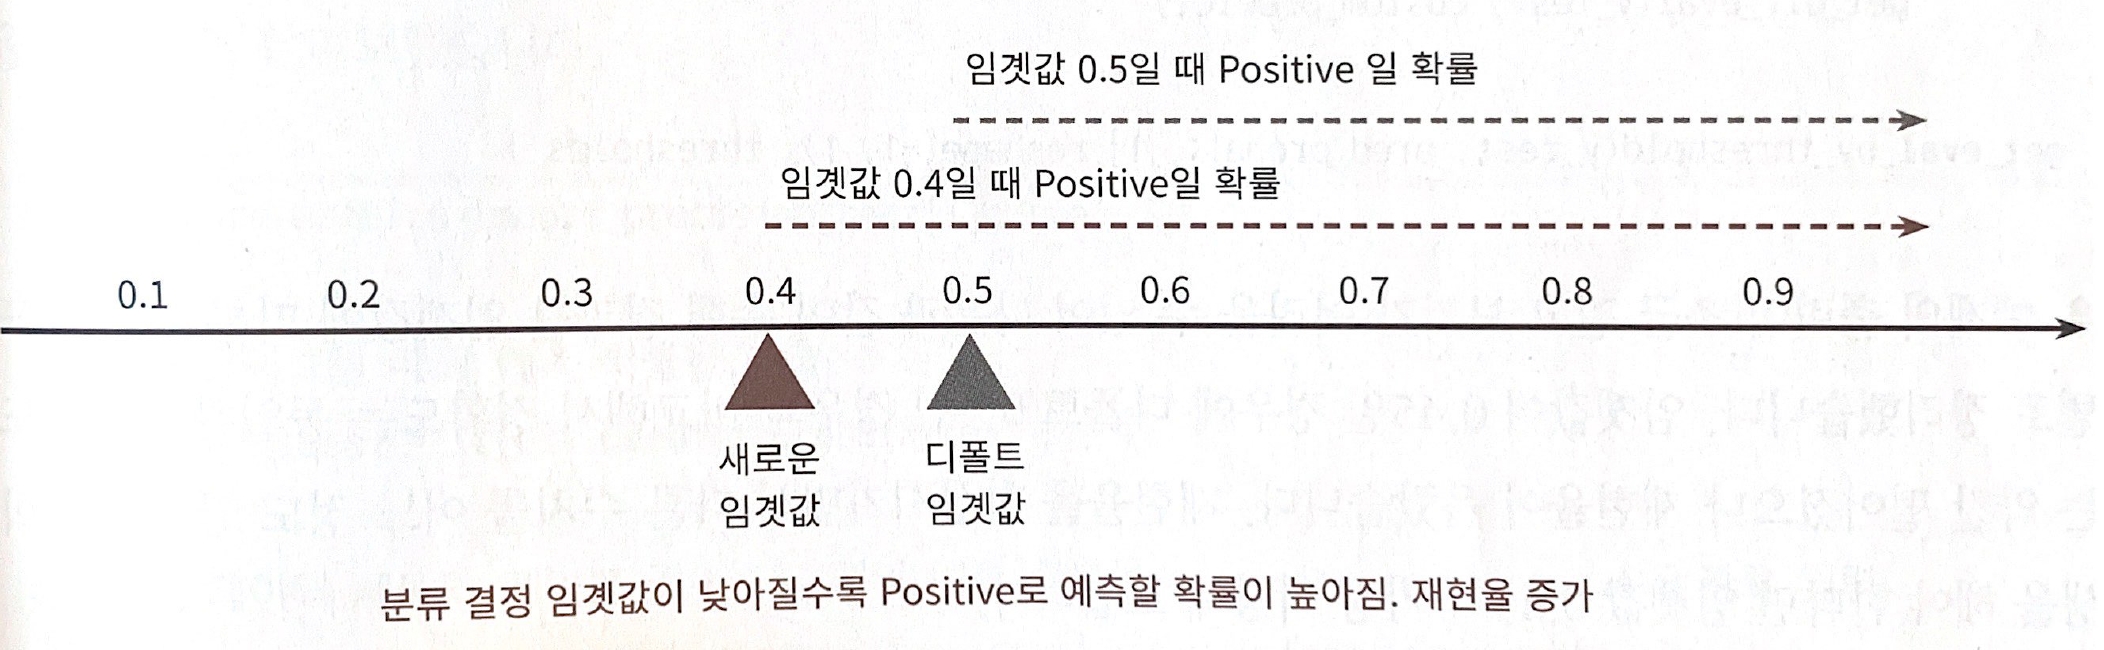 임곗값 0.5일 때 Positive 일 확률
임곗값 0.4일 때 Positive일 확률
0.1 0.2 0.3 0.4 0.5 0.6 0.7 0.8 0.9
새로운 디폴트
임곗값 임곗값
분류 결정 임곗값이 낮아질수록 Positive로 예측할 확률이 높아짐. 재현율 증가